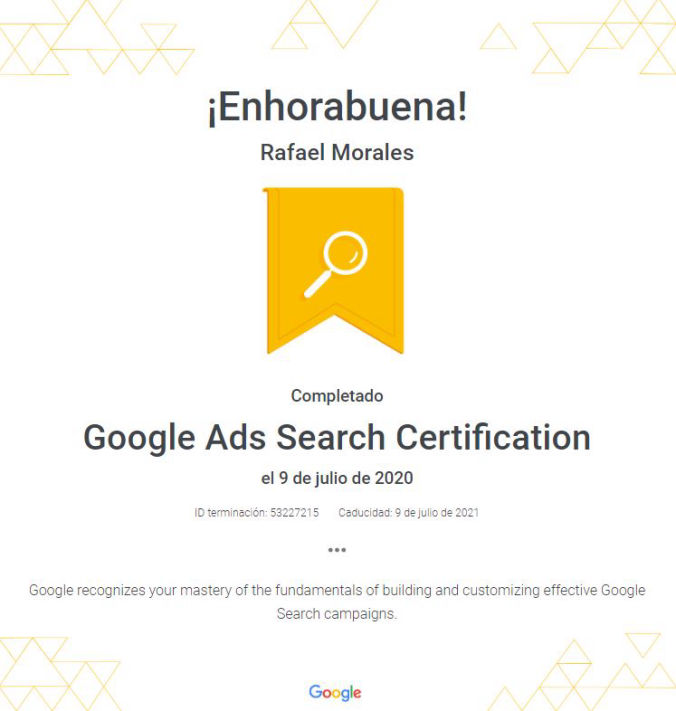 ¡Enhorabuena!
Rafael Morales
Completado
Google Ads Search Certification
el 9 de julio de 2020
ID terminación: 53227215 Caducidad: 9 de julio de 2021
Google recognizes your mastery of the fundamentals of building and customizing effective Google
Search campaigns.
Google